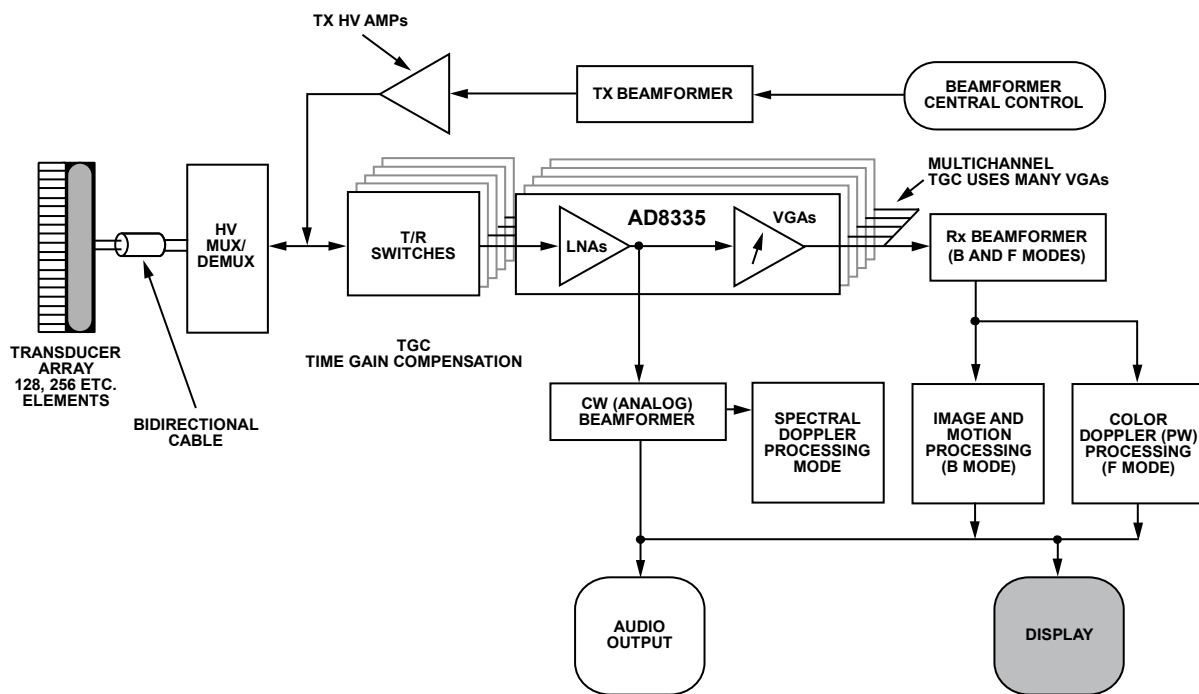 TX HV AMPs
TX BEAMFORMER
BEAMFORMER
CENTRAL CONTROL
HV
MUX/
DEMUX
T/R
SWITCHES
LNAs
AD8335
VGAs
MULTICHANNEL
TGC USES MANY VGAs
Rx BEAMFORMER
(B AND F MODES)
TRANSDUCER
ARRAY
128, 256 ETC.
ELEMENTS
BIDIRECTIONAL
CABLE
TGC
TIME GAIN COMPENSATION
CW (ANALOG)
BEAMFORMER
SPECTRAL
DOPPLER
PROCESSING
MODE
IMAGE AND
MOTION
PROCESSING
(B MODE)
COLOR
DOPPLER (PW)
PROCESSING
(F MODE)
AUDIO
OUTPUT
DISPLAY